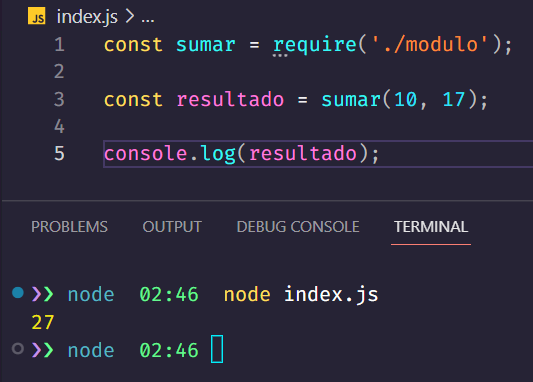 JS index.js > ...
1 const sumar = require('./modulo');
2
3 const resultado = sumar(10, 17);
4
5 console.log(resultado);
PROBLEMS OUTPUT DEBUG CONSOLE TERMINAL
❯❯ node 02:46 node index.js
27
❯❯ node 02:46